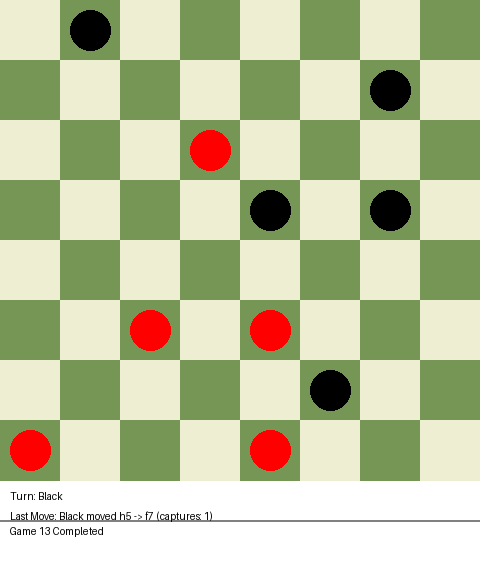 Turn: Black
Last Move: Black moved h5 -> f7 (captures: 1)
Game 13 Completed